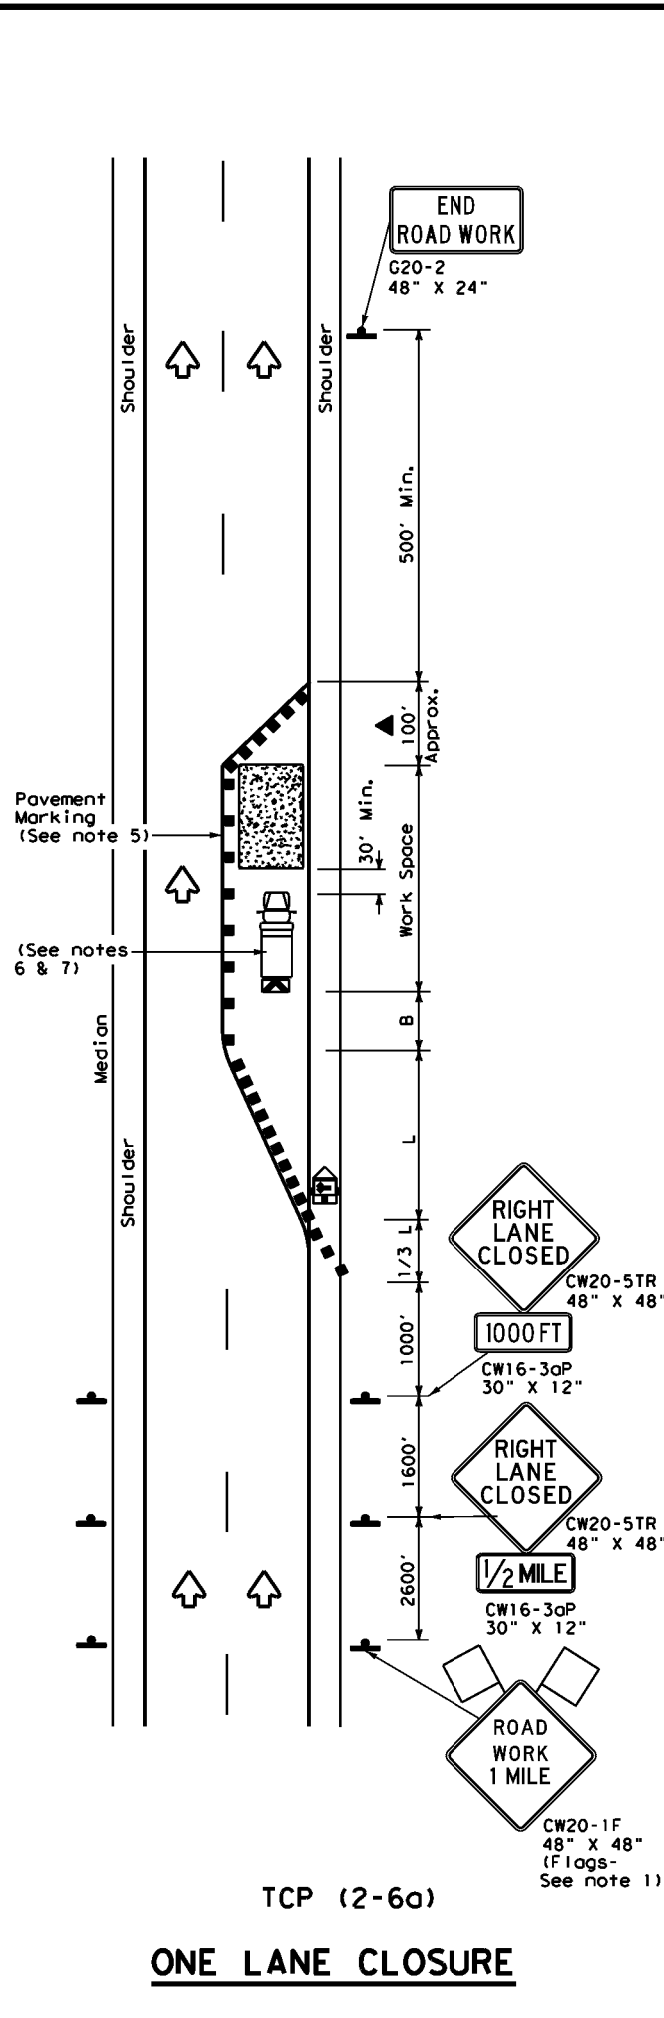 END
ROAD WORK
G20-2
48" X 24"
Shoulder
Shoulder
500' Min.
100'
Approx.
30' Min.
Pavement
Marking
(See note 5)
Work Space
(See notes
6 & 7)
B
Median
Shoulder
L
1/3 L
RIGHT
LANE
CLOSED
CW20-5TR
48" X 48"
1000 FT
1000'
CW16-3aP
30" X 12"
1600'
RIGHT
LANE
CLOSED
CW20-5TR
48" X 48"
1/2 MILE
2600'
CW16-3aP
30" X 12"
ROAD
WORK
1 MILE
CW20-1F
48" X 48"
(Flags-
See note 1)
TCP (2-6a)
ONE LANE CLOSURE